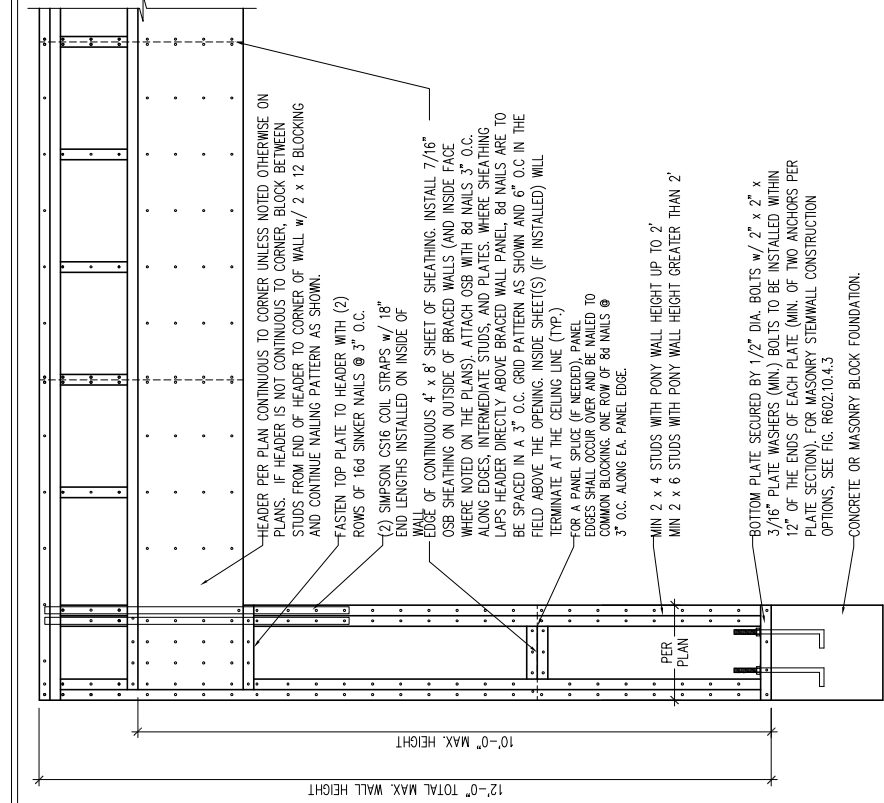 HEADER PER PLAN CONTINUOUS TO CORNER UNLESS NOTED OTHERWISE ON
PLANS. IF HEADER IS NOT CONTINUOUS TO CORNER, BLOCK BETWEEN
STUDS FROM END OF HEADER TO CORNER OF WALL w/ 2 x 12 BLOCKING
AND CONTINUE NAILING PATTERN AS SHOWN.
FASTEN TOP PLATE TO HEADER WITH (2)
ROWS OF 16d SINKER NAILS @ 3" O.C.
(2) SIMPSON CS16 COIL STRAPS w/ 18"
END LENGTHS INSTALLED ON INSIDE OF
WALL
EDGE OF CONTINUOUS 4' x 8' SHEET OF SHEATHING. INSTALL 7/16"
OSB SHEATHING ON OUTSIDE OF BRACED WALLS (AND INSIDE FACE
WHERE NOTED ON THE PLANS). ATTACH OSB WITH 8d NAILS 3" O.C.
ALONG EDGES, INTERMEDIATE STUDS, AND PLATES. WHERE SHEATHING
LAPS HEADER DIRECTLY ABOVE BRACED WALL PANEL, 8d NAILS ARE TO
BE SPACED IN A 3" O.C. GRID PATTERN AS SHOWN AND 6" O.C IN THE
FIELD ABOVE THE OPENING. INSIDE SHEET(S) (IF INSTALLED) WILL
TERMINATE AT THE CEILING LINE (TYP.)
FOR A PANEL SPLICE (IF NEEDED), PANEL
EDGES SHALL OCCUR OVER AND BE NAILED TO
COMMON BLOCKING. ONE ROW OF 8d NAILS @
3" O.C. ALONG EA. PANEL EDGE.
MIN 2 x 4 STUDS WITH PONY WALL HEIGHT UP TO 2'
MIN 2 x 6 STUDS WITH PONY WALL HEIGHT GREATER THAN 2'
PER
PLAN
BOTTOM PLATE SECURED BY 1/2" DIA. BOLTS w/ 2" x 2" x
3/16" PLATE WASHERS (MIN.) BOLTS TO BE INSTALLED WITHIN
12" OF THE ENDS OF EACH PLATE (MIN. OF TWO ANCHORS PER
PLATE SECTION). FOR MASONRY STEMWALL CONSTRUCTION
OPTIONS, SEE FIG. R602.10.4.3
CONCRETE OR MASONRY BLOCK FOUNDATION.
10'-0" MAX. HEIGHT
12'-0" TOTAL MAX. WALL HEIGHT